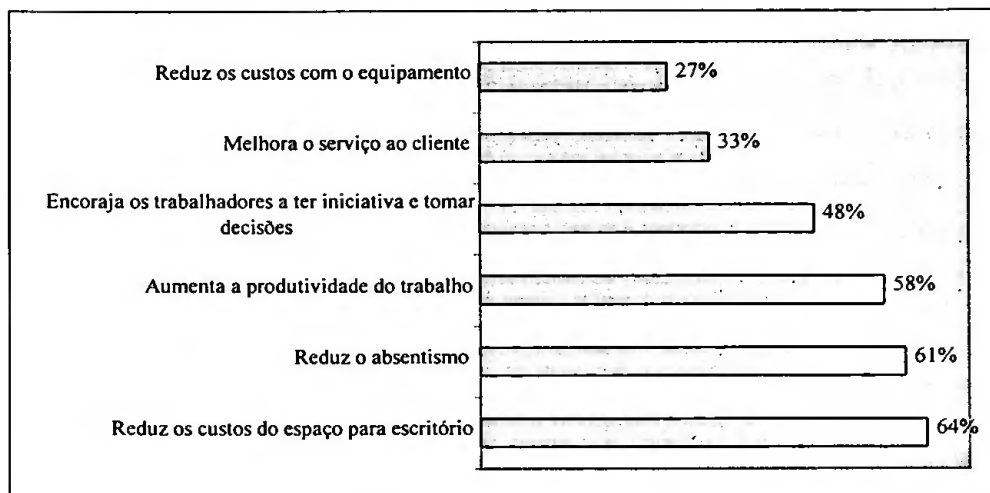 Reduz os custos com o equipamento
27%
Melhora o serviço ao cliente
33%
Encoraja os trabalhadores a ter iniciativa e tomar
decisões
48%
Aumenta a produtividade do trabalho
58%
Reduz o absentismo
61%
Reduz os custos do espaço para escritório
64%